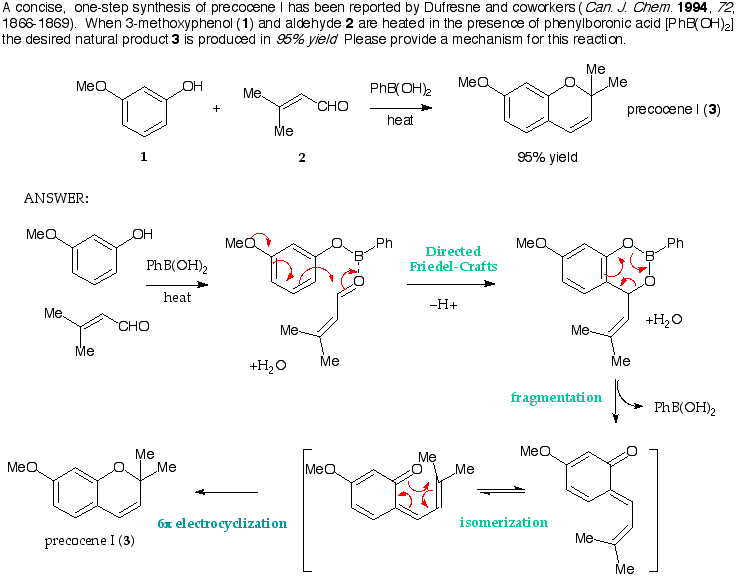 A concise, one-step synthesis of precocene I has been reported by Dufresne and coworkers (Can. J. Chem. 1994, 72,
1866-1869). When 3-methoxyphenol (1) and aldehyde 2 are heated in the presence of phenylboronic acid [PhB(OH)2]
the desired natural product 3 is produced in 95% yield Please provide a mechanism for this reaction.
MeO OH
1
+
Me
Me
CHO
2
PhB(OH)2
heat
MeO O Me
Me
precocene I (3)
95% yield
ANSWER:
MeO OH
Me
Me
CHO
PhB(OH)2
heat
MeO O B Ph
O
Me
Me
+H2O
Directed
Friedel-Crafts
–H+
MeO O B Ph
O
Me
Me
+H2O
fragmentation
PhB(OH)2
MeO O
Me
Me
isomerization
MeO O Me
Me
6π electrocyclization
MeO O Me
Me
precocene I (3)